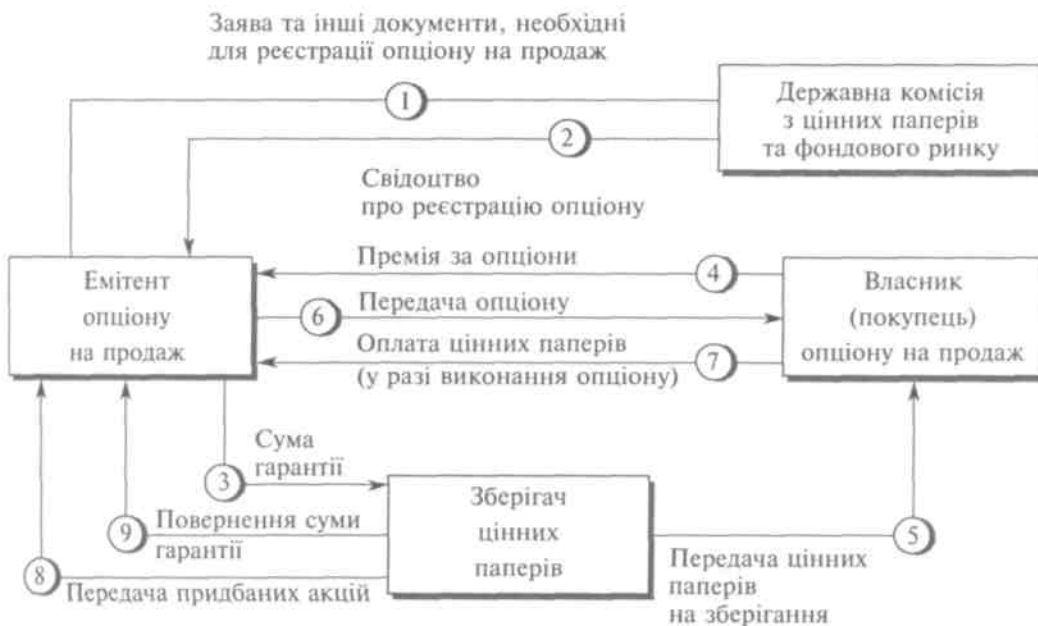 Заява та інші документи, необхідні
для реєстрації опціону на продаж
1
Державна комісія
з цінних паперів
та фондового ринку
2
Свідоцтво
про реєстрацію опціону
Емітент
опціону
на продаж
Премія за опціони
4
6
Передача опціону
Оплата цінних паперів
(у разі виконання опціону)
7
Власник
(покупець)
опціону на продаж
Сума
гарантії
3
Зберігач
цінних
паперів
9
Повернення суми
гарантії
8
Передача придбаних акцій
5
Передача цінних
паперів
на зберігання